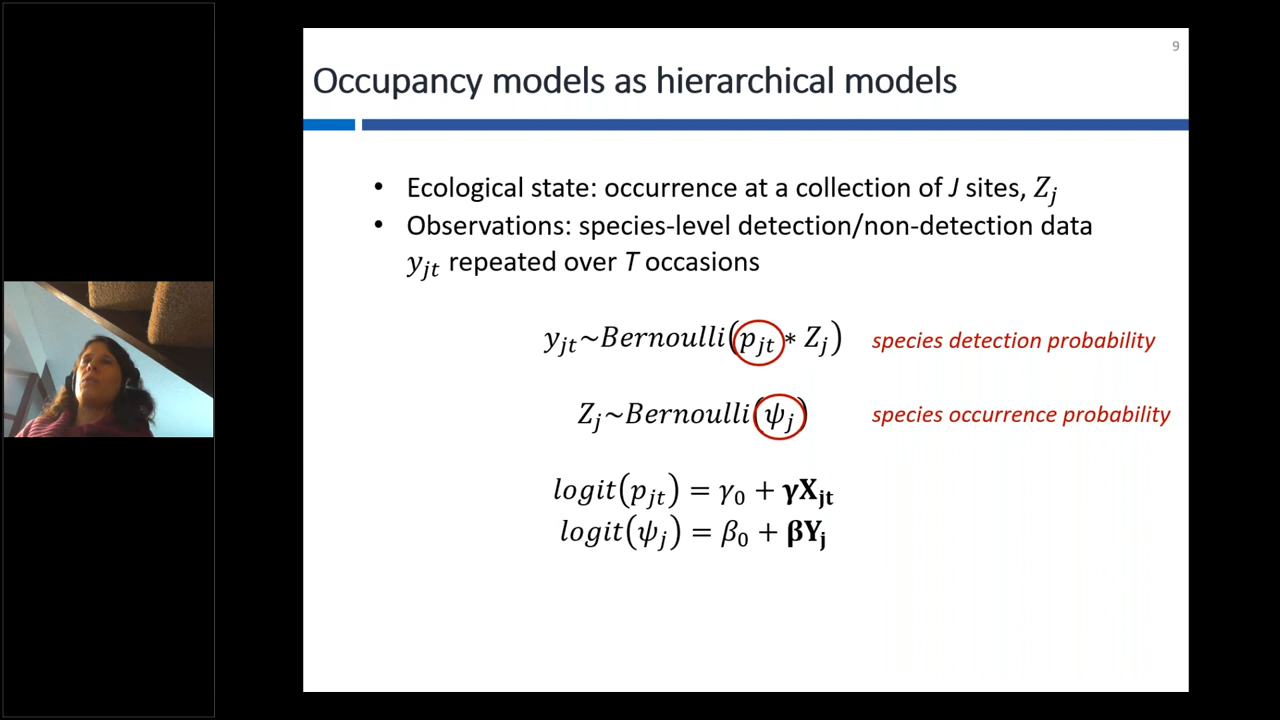 9
Occupancy models as hierarchical models
• Ecological state: occurrence at a collection of J sites, Z_j
• Observations: species-level detection/non-detection data
y_jt repeated over T occasions
y_jt~Bernoulli(p_jt * Z_j) species detection probability
Z_j~Bernoulli(ψ_j) species occurrence probability
logit(p_jt) = γ_0 + γX_jt
logit(ψ_j) = β_0 + βY_j